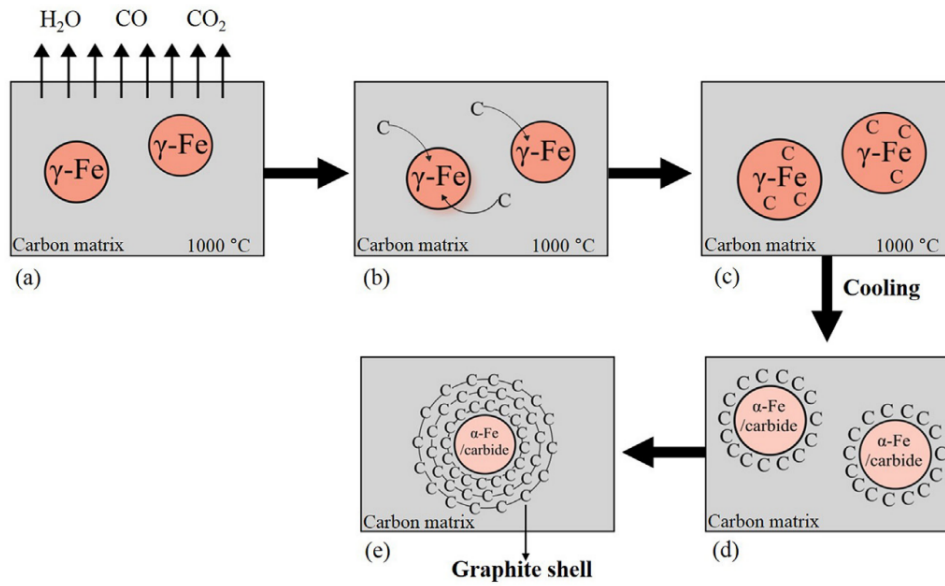 H₂O CO CO₂
γ-Fe γ-Fe
Carbon matrix 1000 °C
(a)
C C
γ-Fe γ-Fe
C
Carbon matrix 1000 °C
(b)
C C C
γ-Fe γ-Fe
C C C C
Carbon matrix 1000 °C
(c)
Cooling
C C C C C C C C C C C C C C C
α-Fe
/carbide
C C C C C C C C C C C C C C C C
α-Fe
/carbide
Carbon matrix
(d)
α-Fe
/carbide
Carbon matrix
(e)
Graphite shell